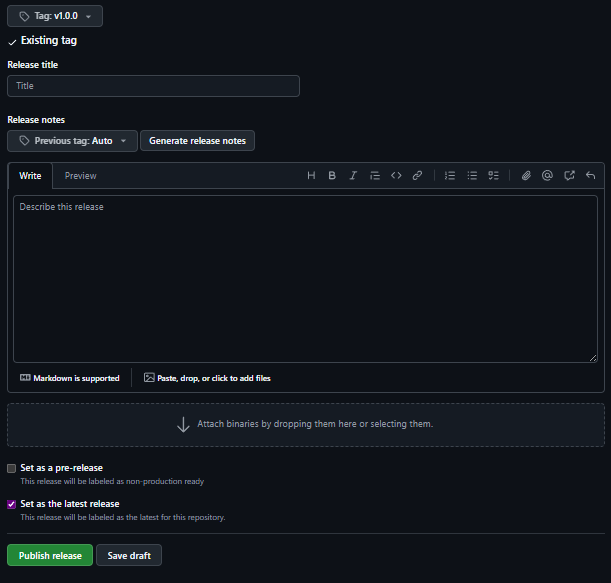 Tag: v1.0.0
Existing tag
Release title
Title
Release notes
Previous tag: Auto
Generate release notes
Write
Preview
H B I
Describe this release
Markdown is supported
Paste, drop, or click to add files
Attach binaries by dropping them here or selecting them.
Set as a pre-release
This release will be labeled as non-production ready
Set as the latest release
This release will be labeled as the latest for this repository.
Publish release
Save draft